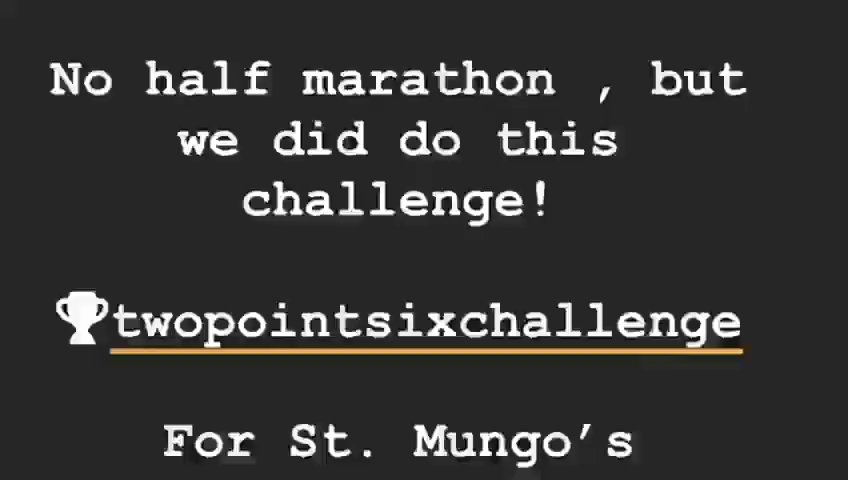 No half marathon , but
we did do this
challenge!
🏆twopointsixchallenge
For St. Mungo's